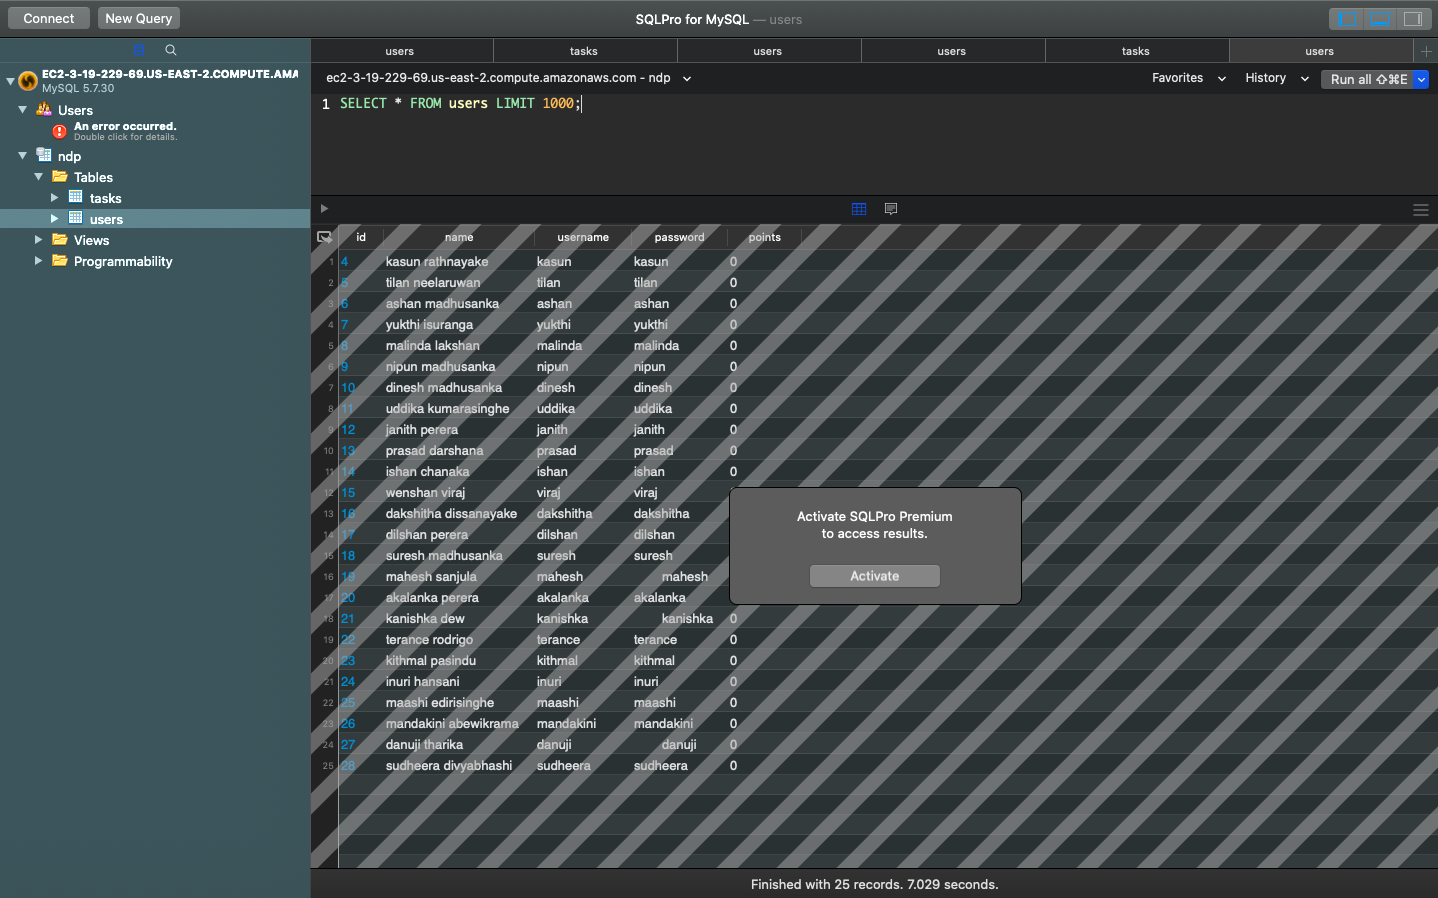 Connect
New Query
SQLPro for MySQL — users
users
tasks
users
users
tasks
users
EC2-3-19-229-69.US-EAST-2.COMPUTE.AMA
MySQL 5.7.30
Users
An error occurred.
Double click for details.
ndp
Tables
tasks
users
Views
Programmability
ec2-3-19-229-69.us-east-2.compute.amazonaws.com - ndp
Favorites
History
Run all ⇧⌘E
1 SELECT * FROM users LIMIT 1000;
id name username password points
1 4 kasun rathnayake kasun kasun 0
2 5 tilan neelaruwan tilan tilan 0
3 6 ashan madhusanka ashan ashan 0
4 7 yukthi isuranga yukthi yukthi 0
5 8 malinda lakshan malinda malinda 0
6 9 nipun madhusanka nipun nipun 0
7 10 dinesh madhusanka dinesh dinesh 0
8 11 uddika kumarasinghe uddika uddika 0
9 12 janith perera janith janith 0
10 13 prasad darshana prasad prasad 0
11 14 ishan chanaka ishan ishan 0
12 15 wenshan viraj viraj viraj
13 16 dakshitha dissanayake dakshitha dakshitha
14 17 dilshan perera dilshan dilshan
15 18 suresh madhusanka suresh suresh
16 19 mahesh sanjula mahesh mahesh
17 20 akalanka perera akalanka akalanka
18 21 kanishka dew kanishka kanishka 0
19 22 terance rodrigo terance terance 0
20 23 kithmal pasindu kithmal kithmal 0
21 24 inuri hansani inuri inuri 0
22 25 maashi edirisinghe maashi maashi 0
23 26 mandakini abewikrama mandakini mandakini 0
24 27 danuji tharika danuji danuji 0
25 28 sudheera divyabhashi sudheera sudheera 0
Activate SQLPro Premium
to access results.
Activate
Finished with 25 records. 7.029 seconds.